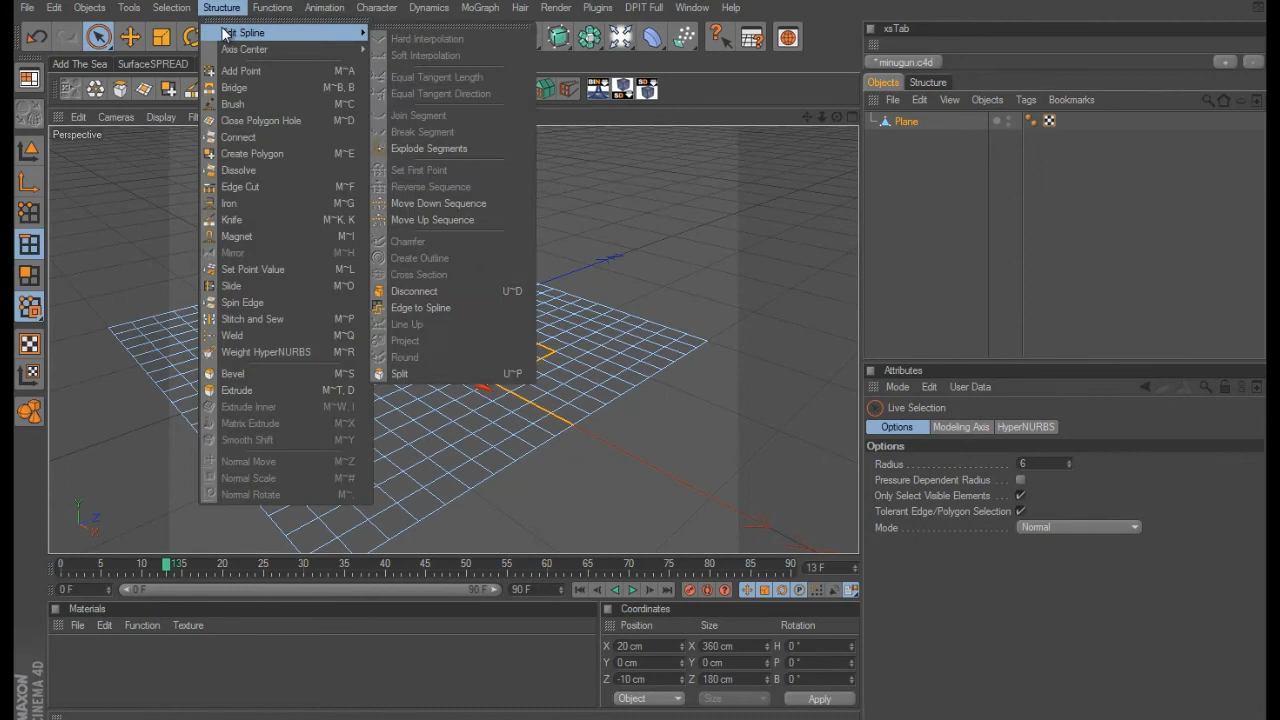 File Edit Objects Tools Selection Structure Functions Animation Character Dynamics MoGraph Hair Render Plugins DPIT Full Window Help
Add The Sea SurfaceSPREAD
View Cameras Display
Perspective
Edit Spline
Axis Center
Add Point M~A
Bridge M~B, B
Brush M~C
Close Polygon Hole M~D
Connect
Create Polygon M~E
Dissolve
Edge Cut M~F
Iron M~G
Knife M~K, K
Magnet M~I
Mirror M~H
Set Point Value M~L
Slide M~O
Spin Edge
Stitch and Sew M~P
Weld M~Q
Weight HyperNURBS M~R
Bevel M~S
Extrude M~T, D
Extrude Inner M~W, I
Matrix Extrude M~X
Smooth Shift M~Y
Normal Move M~Z
Normal Scale M~#
Normal Rotate M~.
Hard Interpolation
Soft Interpolation
Equal Tangent Length
Equal Tangent Direction
Join Segment
Break Segment
Explode Segments
Set First Point
Reverse Sequence
Move Down Sequence
Move Up Sequence
Chamfer
Create Outline
Cross Section
Disconnect U~D
Edge to Spline
Line Up
Project
Round
Split U~P
Y
Z
X
xsTab
* minugun.c4d
Objects Structure
File Edit View Objects Tags Bookmarks
Plane
Attributes
Mode Edit User Data
Live Selection
Options Modeling Axis HyperNURBS
Options
Radius 6
Pressure Dependent Radius
Only Select Visible Elements
Tolerant Edge/Polygon Selection
Mode Normal
0 5 10 135 20 25 30 35 40 45 50 55 60 65 70 75 80 85 90 13 F
0 F 0 F 90 F 90 F
Materials
File Edit Function Texture
Coordinates
Position Size Rotation
X 20 cm X 360 cm H 0 °
Y 0 cm Y 0 cm P 0 °
Z -10 cm Z 180 cm B 0 °
Object Size Apply
MAXON
CINEMA 4D